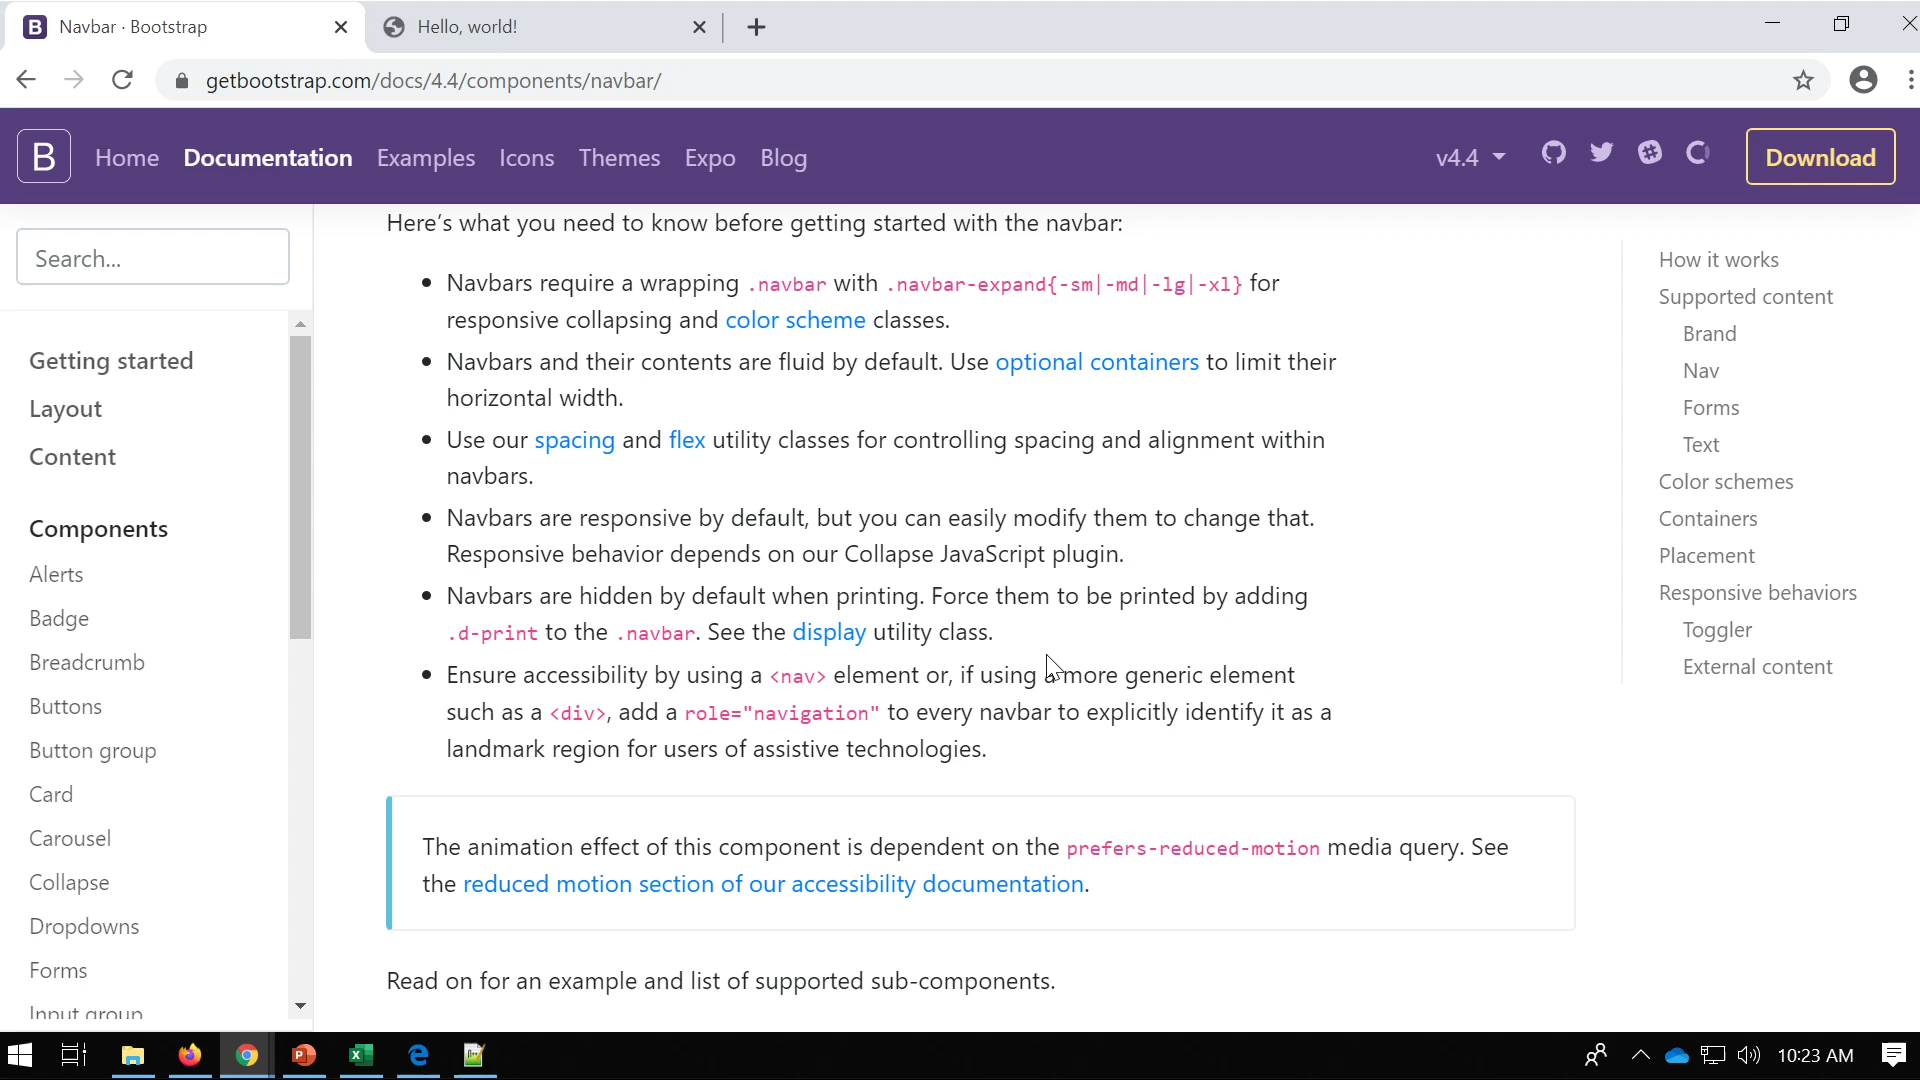 Navbar · Bootstrap
Hello, world!
getbootstrap.com/docs/4.4/components/navbar/
B Home Documentation Examples Icons Themes Expo Blog
v4.4
Download
Search...
Getting started
Layout
Content
Components
Alerts
Badge
Breadcrumb
Buttons
Button group
Card
Carousel
Collapse
Dropdowns
Forms
Input group
Here's what you need to know before getting started with the navbar:
• Navbars require a wrapping .navbar with .navbar-expand{-sm|-md|-lg|-xl} for
responsive collapsing and color scheme classes.
• Navbars and their contents are fluid by default. Use optional containers to limit their
horizontal width.
• Use our spacing and flex utility classes for controlling spacing and alignment within
navbars.
• Navbars are responsive by default, but you can easily modify them to change that.
Responsive behavior depends on our Collapse JavaScript plugin.
• Navbars are hidden by default when printing. Force them to be printed by adding
.d-print to the .navbar. See the display utility class.
• Ensure accessibility by using a <nav> element or, if using a more generic element
such as a <div>, add a role="navigation" to every navbar to explicitly identify it as a
landmark region for users of assistive technologies.
The animation effect of this component is dependent on the prefers-reduced-motion media query. See
the reduced motion section of our accessibility documentation.
Read on for an example and list of supported sub-components.
How it works
Supported content
Brand
Nav
Forms
Text
Color schemes
Containers
Placement
Responsive behaviors
Toggler
External content
10:23 AM